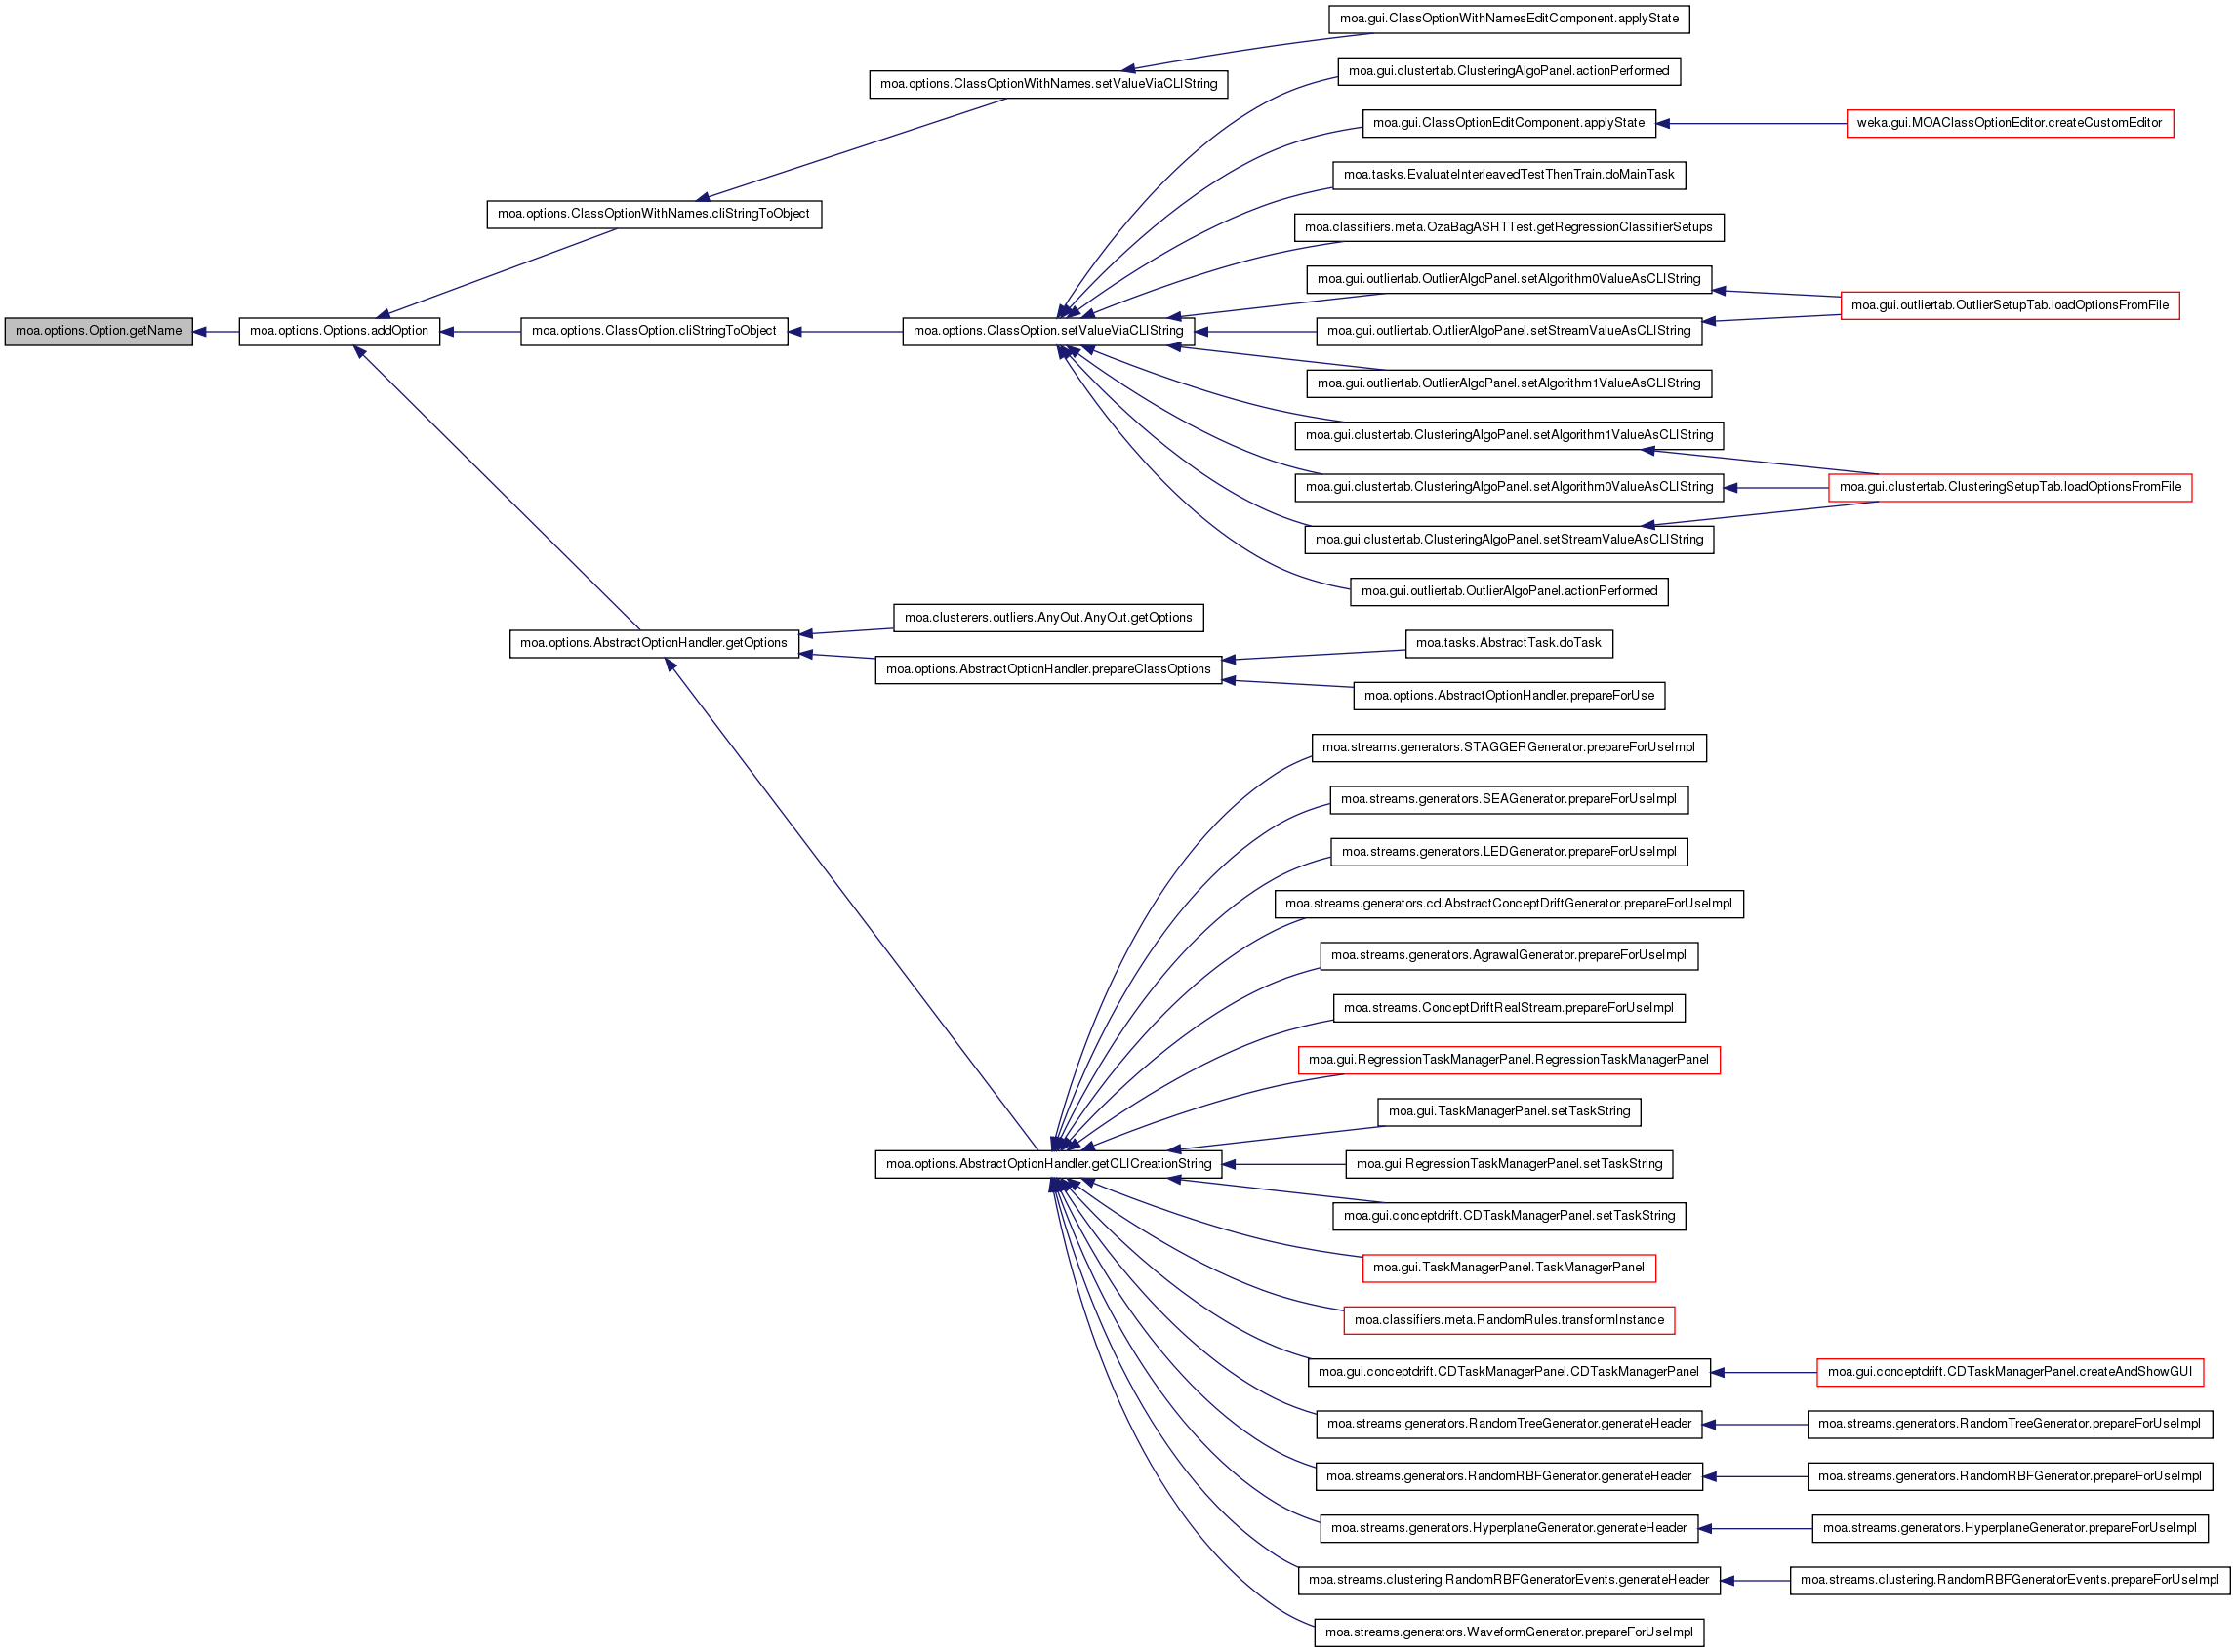 moa.gui.ClassOptionWithNamesEditComponent.applyState
moa.gui.clustertab.ClusteringAlgoPanel.actionPerformed
moa.options.ClassOptionWithNames.setValueViaCLIString
moa.gui.ClassOptionEditComponent.applyState
weka.gui.MOAClassOptionEditor.createCustomEditor
moa.tasks.EvaluateInterleavedTestThenTrain.doMainTask
moa.options.ClassOptionWithNames.cliStringToObject
moa.classifiers.meta.OzaBagASHTTest.getRegressionClassifierSetups
moa.gui.outliertab.OutlierAlgoPanel.setAlgorithm0ValueAsCLIString
moa.gui.outliertab.OutlierSetupTab.loadOptionsFromFile
moa.options.Option.getName
moa.options.Options.addOption
moa.options.ClassOption.cliStringToObject
moa.options.ClassOption.setValueViaCLIString
moa.gui.outliertab.OutlierAlgoPanel.setStreamValueAsCLIString
moa.gui.outliertab.OutlierAlgoPanel.setAlgorithm1ValueAsCLIString
moa.gui.clustertab.ClusteringAlgoPanel.setAlgorithm1ValueAsCLIString
moa.gui.clustertab.ClusteringAlgoPanel.setAlgorithm0ValueAsCLIString
moa.gui.clustertab.ClusteringSetupTab.loadOptionsFromFile
moa.gui.clustertab.ClusteringAlgoPanel.setStreamValueAsCLIString
moa.gui.outliertab.OutlierAlgoPanel.actionPerformed
moa.clusterers.outliers.AnyOut.AnyOut.getOptions
moa.options.AbstractOptionHandler.getOptions
moa.tasks.AbstractTask.doTask
moa.options.AbstractOptionHandler.prepareClassOptions
moa.options.AbstractOptionHandler.prepareForUse
moa.streams.generators.STAGGERGenerator.prepareForUseImpl
moa.streams.generators.SEAGenerator.prepareForUseImpl
moa.streams.generators.LEDGenerator.prepareForUseImpl
moa.streams.generators.cd.AbstractConceptDriftGenerator.prepareForUseImpl
moa.streams.generators.AgrawalGenerator.prepareForUseImpl
moa.streams.ConceptDriftRealStream.prepareForUseImpl
moa.gui.RegressionTaskManagerPanel.RegressionTaskManagerPanel
moa.gui.TaskManagerPanel.setTaskString
moa.options.AbstractOptionHandler.getCLICreationString
moa.gui.RegressionTaskManagerPanel.setTaskString
moa.gui.conceptdrift.CDTaskManagerPanel.setTaskString
moa.gui.TaskManagerPanel.TaskManagerPanel
moa.classifiers.meta.RandomRules.transformInstance
moa.gui.conceptdrift.CDTaskManagerPanel.CDTaskManagerPanel
moa.gui.conceptdrift.CDTaskManagerPanel.createAndShowGUI
moa.streams.generators.RandomTreeGenerator.generateHeader
moa.streams.generators.RandomTreeGenerator.prepareForUseImpl
moa.streams.generators.RandomRBFGenerator.generateHeader
moa.streams.generators.RandomRBFGenerator.prepareForUseImpl
moa.streams.generators.HyperplaneGenerator.generateHeader
moa.streams.generators.HyperplaneGenerator.prepareForUseImpl
moa.streams.clustering.RandomRBFGeneratorEvents.generateHeader
moa.streams.clustering.RandomRBFGeneratorEvents.prepareForUseImpl
moa.streams.generators.WaveformGenerator.prepareForUseImpl